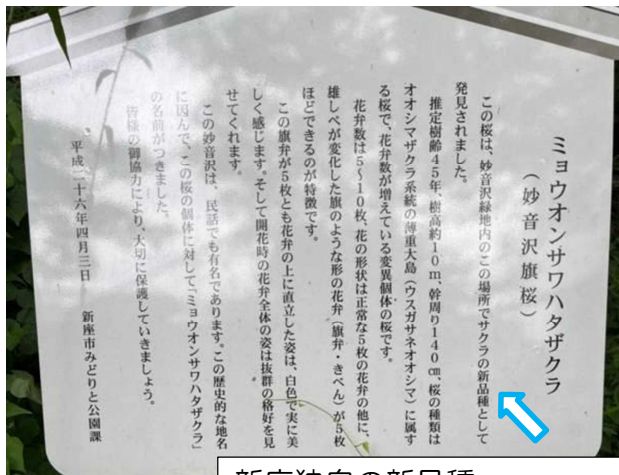 ミョウオンサワハタザクラ
（妙音沢旗桜）
この桜は、妙音沢緑地内のこの場所でサクラの新品種として
発見されました。
推定樹齢45年、樹高約10m、幹周り140㎝、桜の種類は
オオシマザクラ系統の薄重大島（ウスガサネオオシマ）に属す
る桜で、花弁数が増えている変異個体の桜です。
花弁数は5～10枚、花の形状は正常な5枚の花弁の他に、
雄しべが変化した旗のような形の花弁（旗弁・きべん）が5枚
ほどできるのが特徴です。
この旗弁が5枚とも花弁の上に直立した姿は、白色で実に美
しく感じます。そして開花時の花弁全体の姿は抜群の格好を見
せてくれます。
この妙音沢は、民話でも有名であります。この歴史的な地名
に因んで、この桜の個体に対して「ミョウオンサワハタザクラ」
の名前がつきました。
皆様の御協力により、大切に保護していきましょう。
平成二十六年四月三日　新座市みどりと公園課